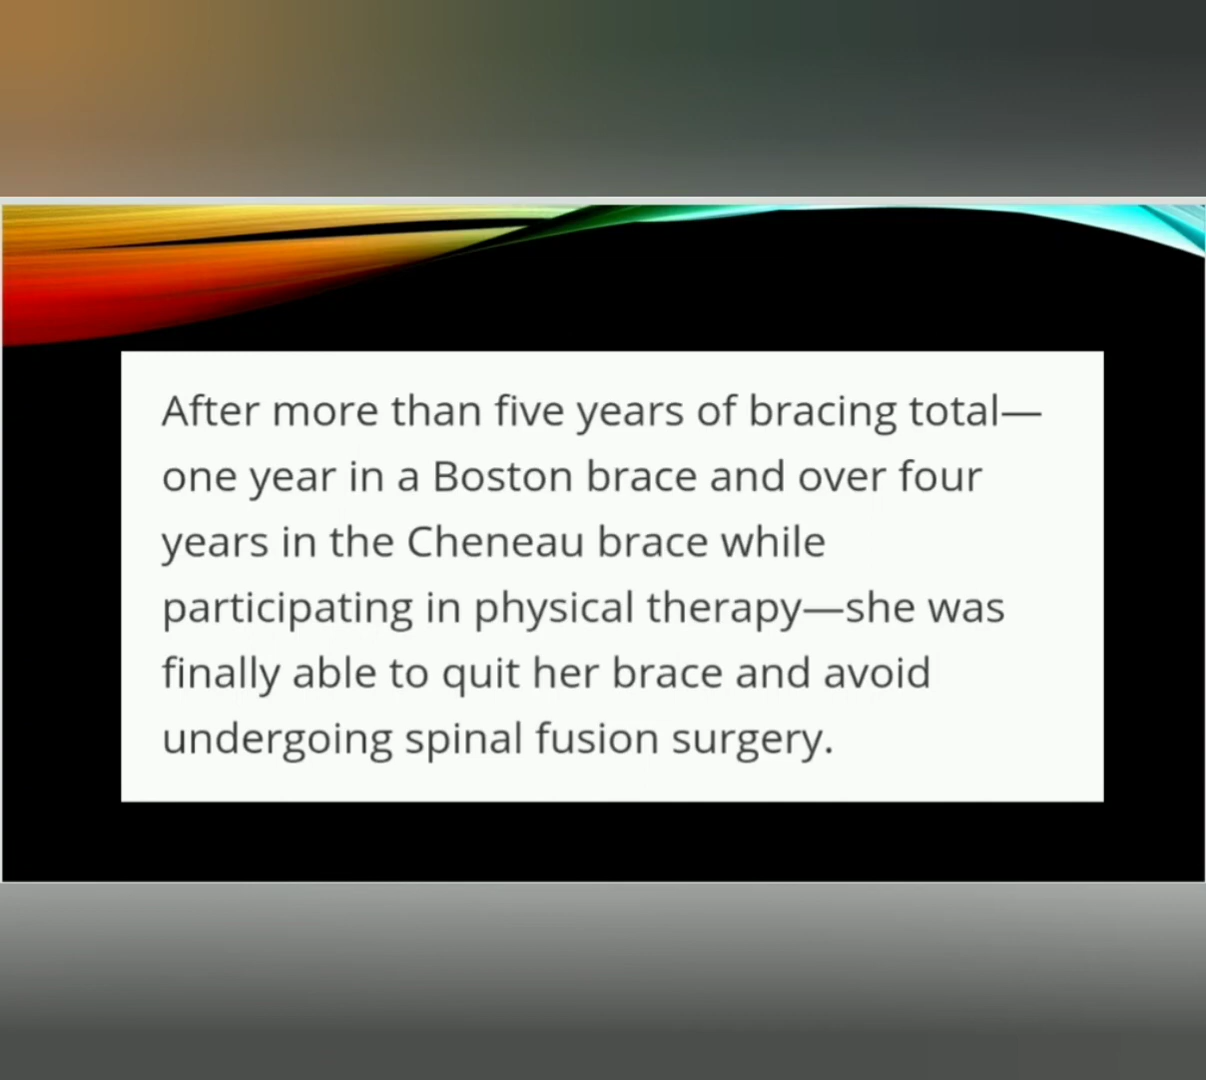 After more than five years of bracing total—
one year in a Boston brace and over four
years in the Cheneau brace while
participating in physical therapy—she was
finally able to quit her brace and avoid
undergoing spinal fusion surgery.